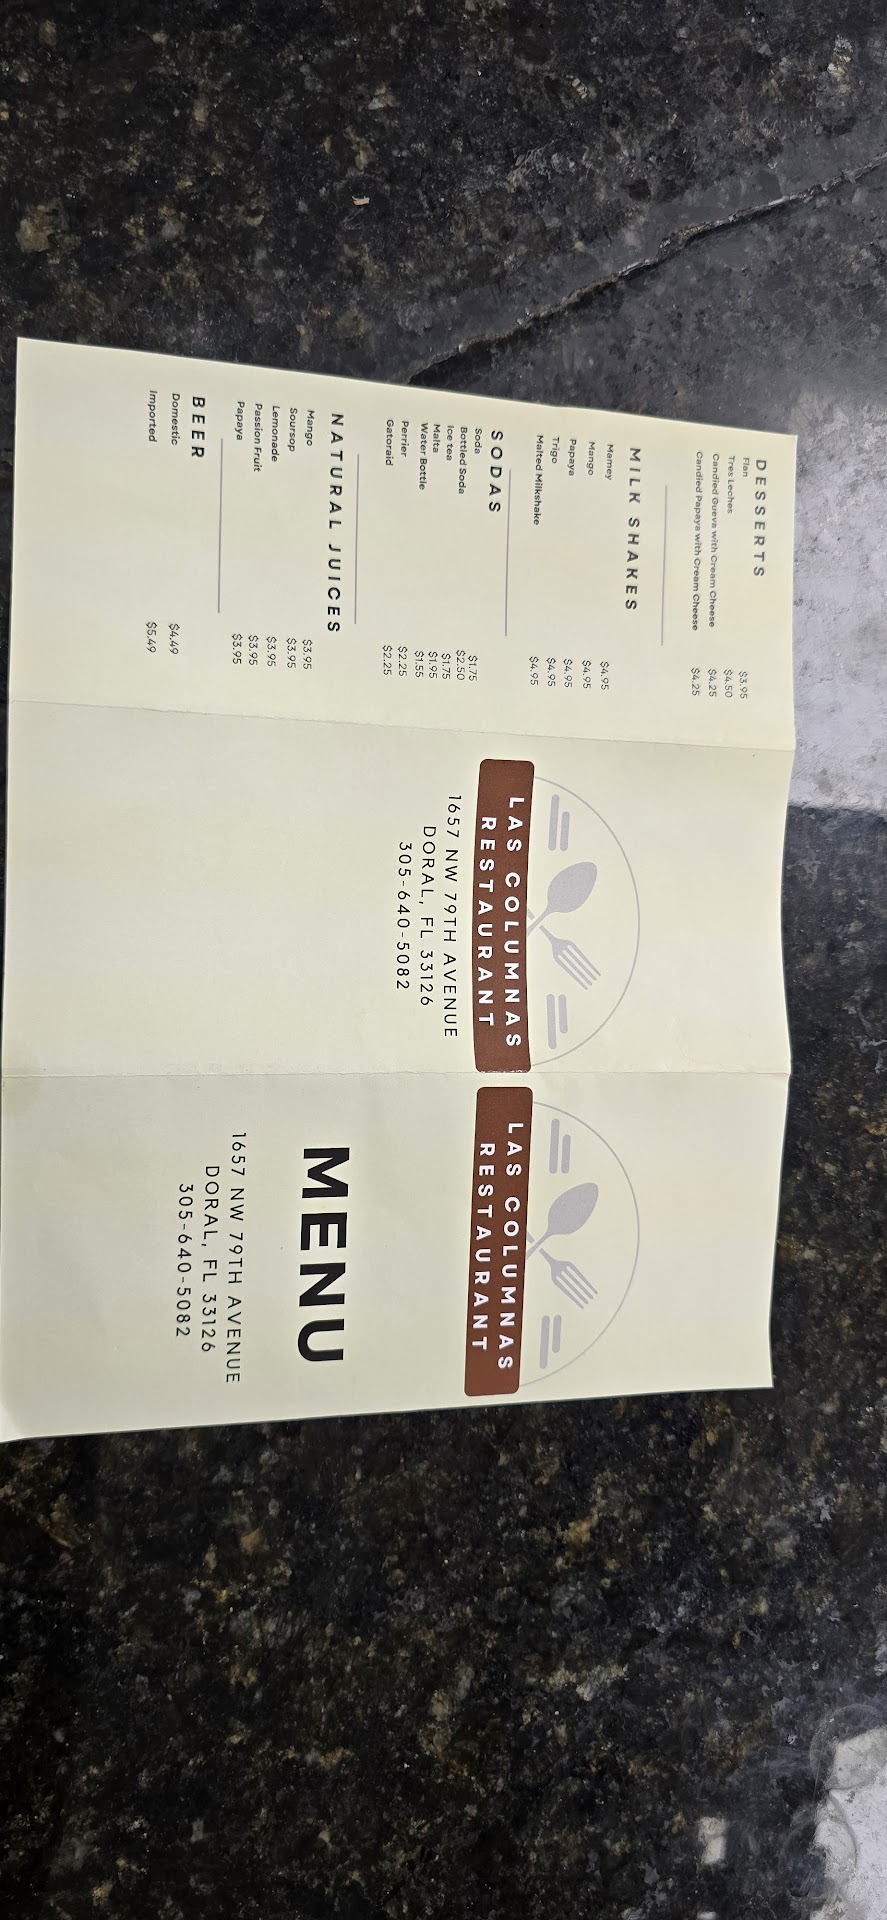 DESSERTS
Flan $3.95
Tres Leches $4.50
Candied Gueva with Cream Cheese $4.25
Candied Papaya with Cream Cheese $4.25
MILK SHAKES
Mamey $4.95
Mango $4.95
Papaya $4.95
Trigo $4.95
Malted Milkshake $4.95
SODAS
Soda $1.75
Bottled Soda $2.50
Ice tea $1.75
Malta $1.95
Water Bottle $1.55
Perrier $2.25
Gatoraid $2.25
NATURAL JUICES
Mango $3.95
Soursop $3.95
Lemonade $3.95
Passion Fruit $3.95
Papaya $3.95
BEER
Domestic $4.49
Imported $5.49
LAS COLUMNAS
RESTAURANT
1657 NW 79TH AVENUE
DORAL, FL 33126
305-640-5082
LAS COLUMNAS
RESTAURANT
MENU
1657 NW 79TH AVENUE
DORAL, FL 33126
305-640-5082